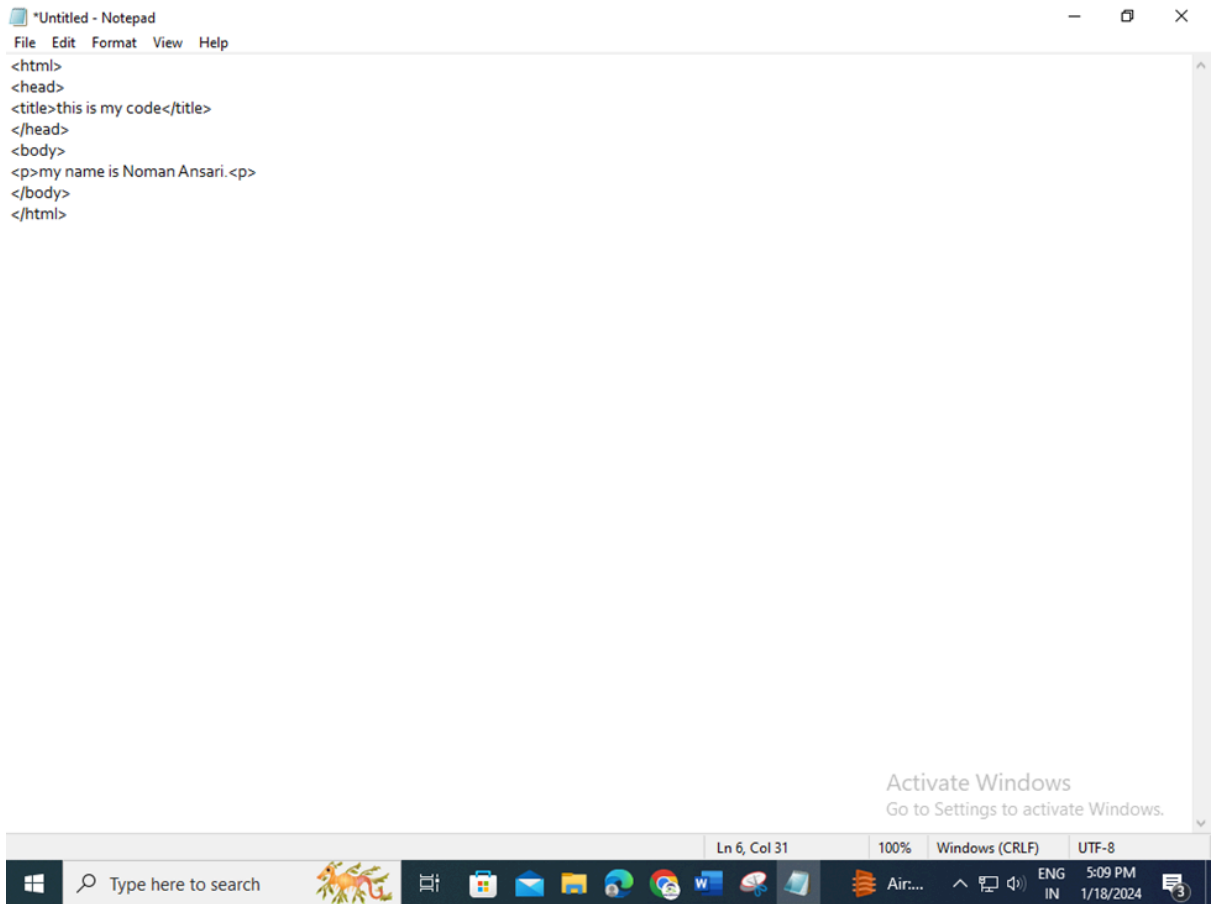 *Untitled - Notepad
File Edit Format View Help
<html>
<head>
<title>this is my code</title>
</head>
<body>
<p>my name is Noman Ansari.<p>
</body>
</html>
Activate Windows
Go to Settings to activate Windows.
Ln 6, Col 31 100% Windows (CRLF) UTF-8
Type here to search W Air:... ENG IN 5:09 PM 1/18/2024 3